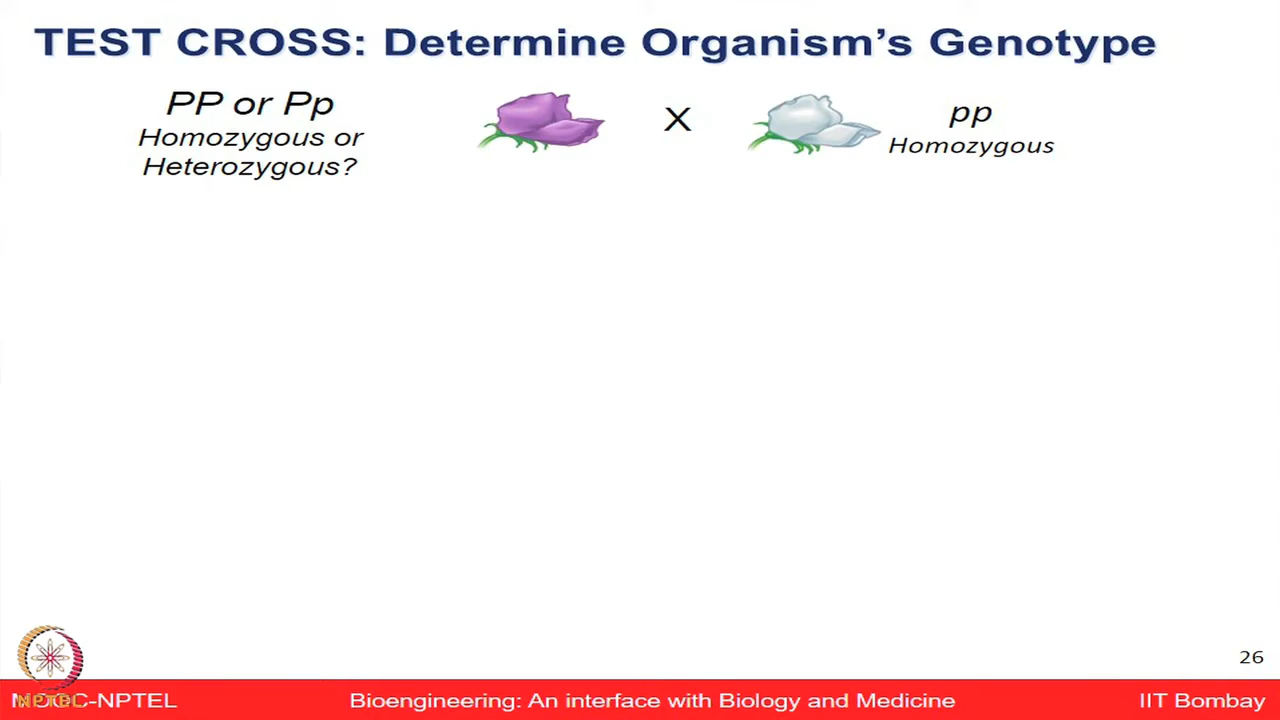 TEST CROSS: Determine Organism's Genotype
PP or Pp
Homozygous or
Heterozygous?
X
pp
Homozygous
26
NPTEL
MOOC-NPTEL
Bioengineering: An interface with Biology and Medicine
IIT Bombay